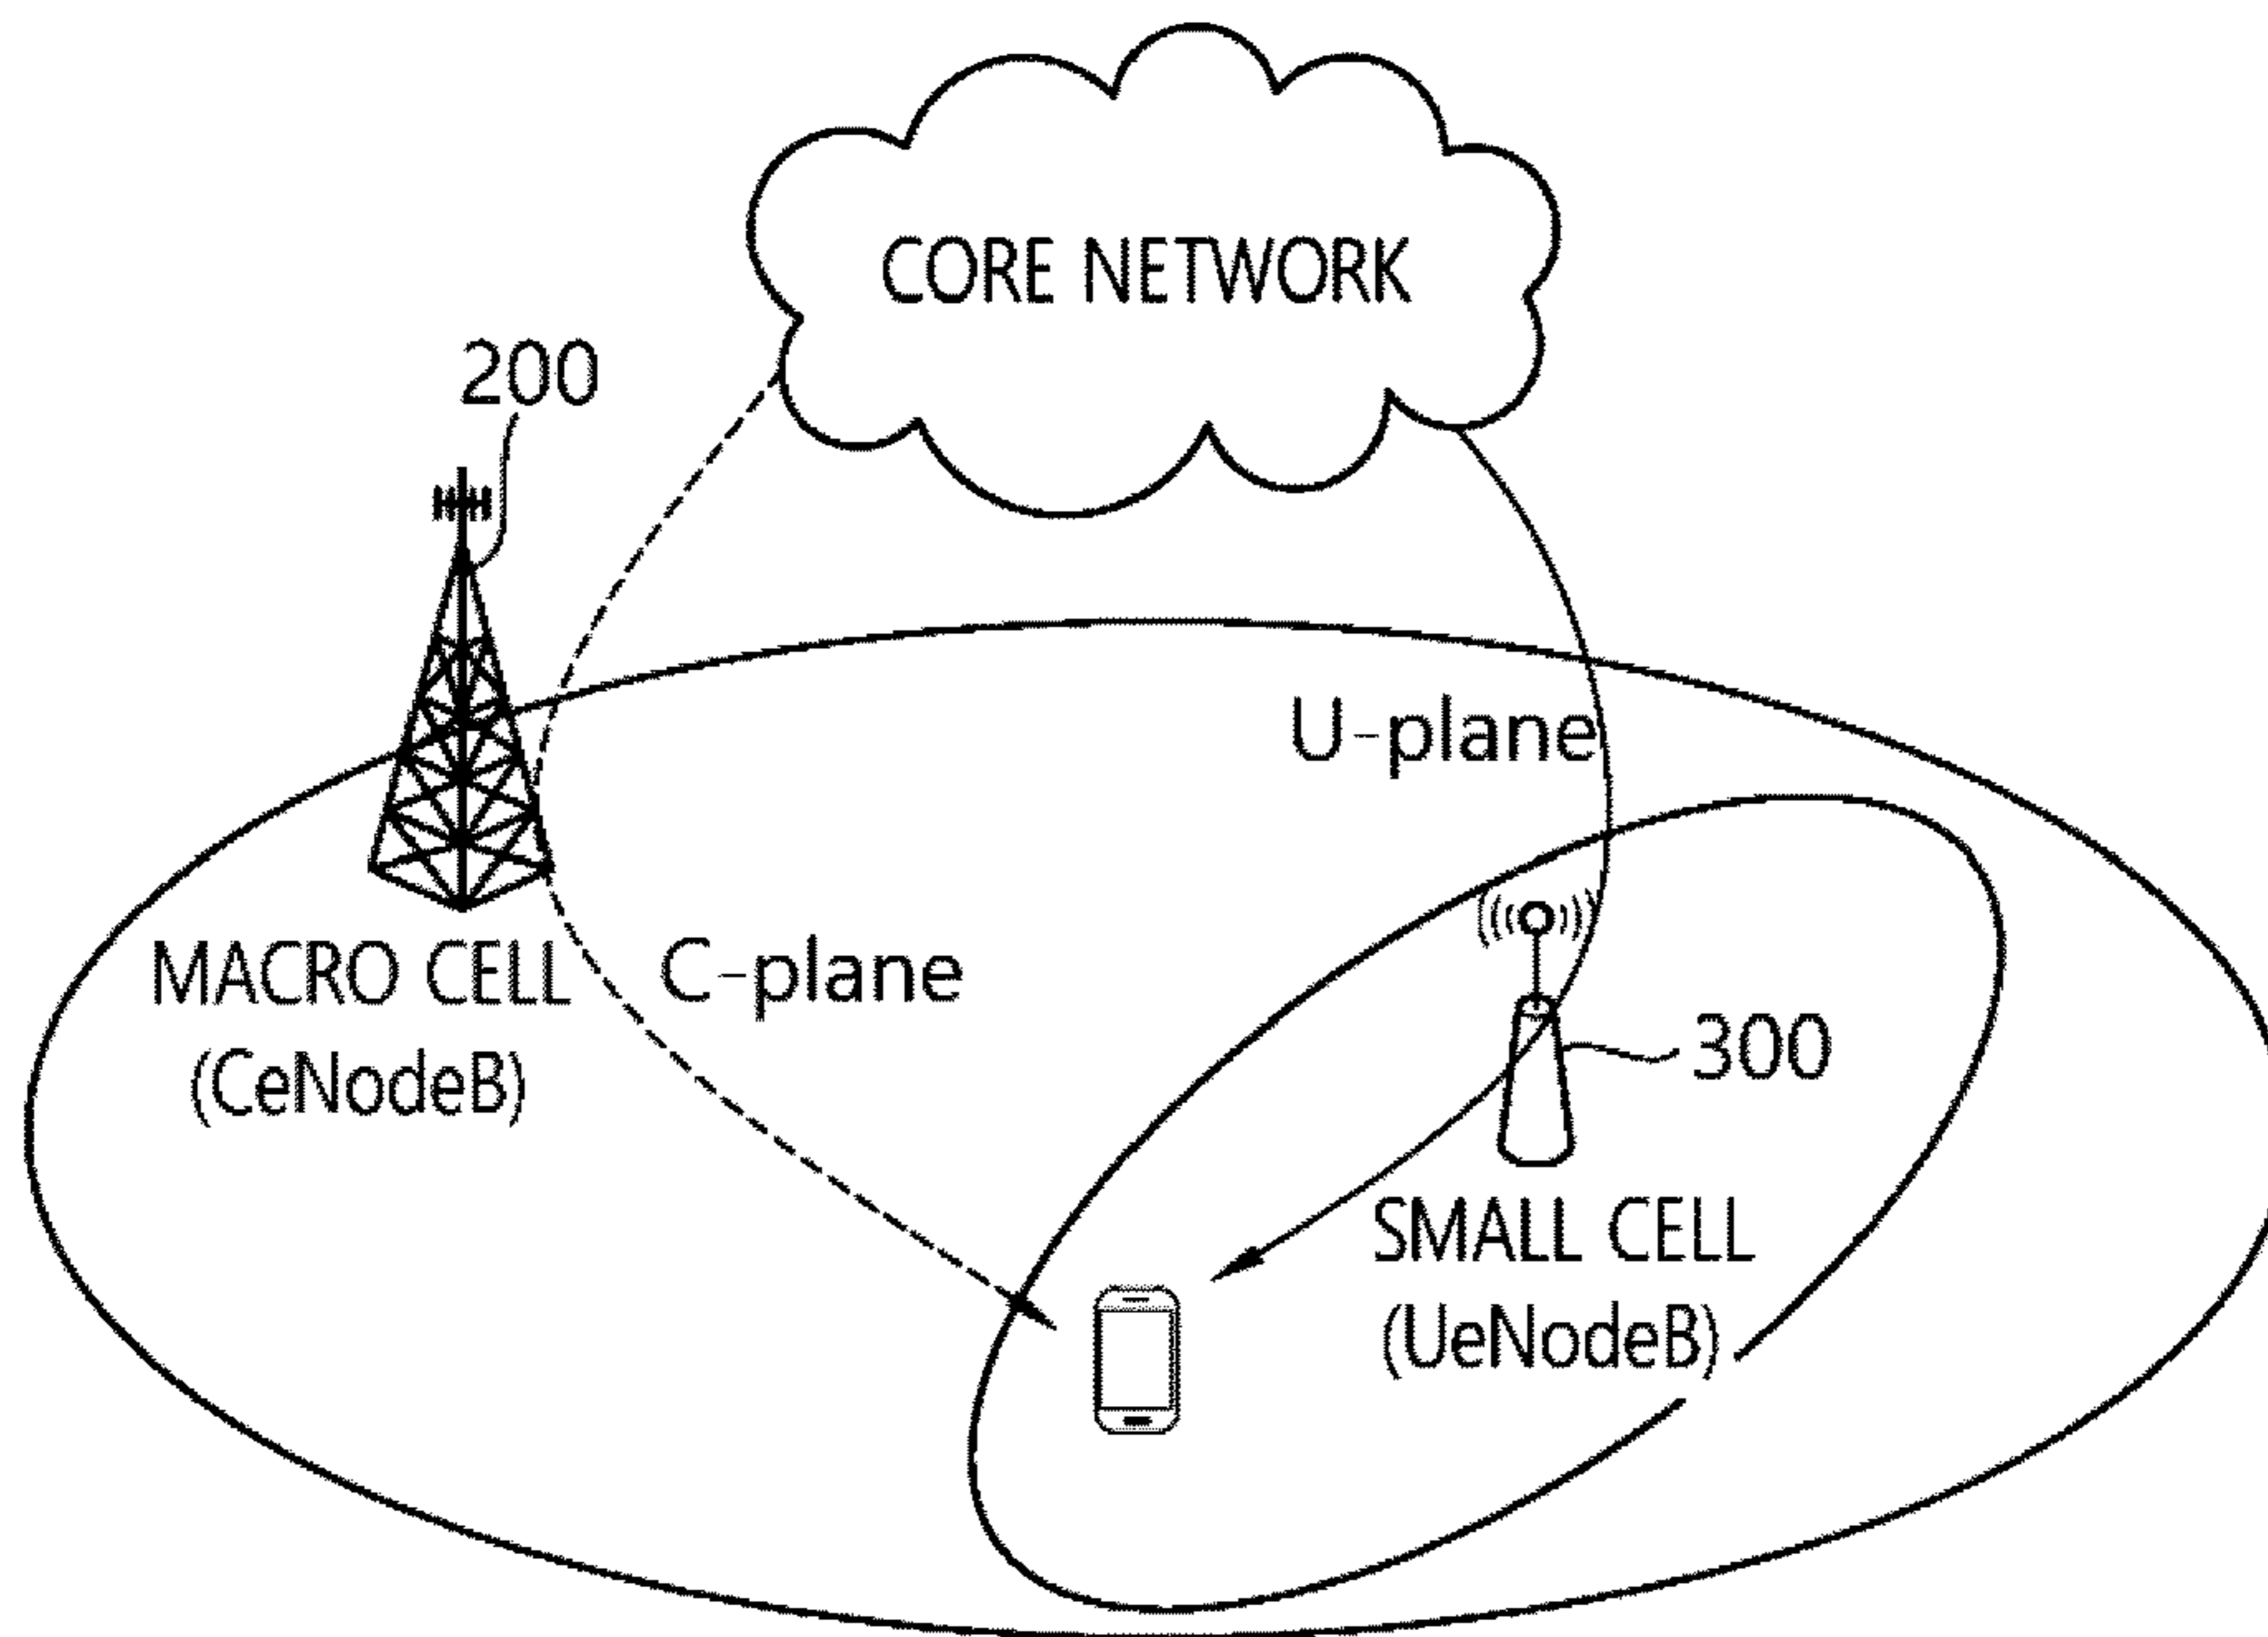 CORE NETWORK
200
U-plane
MACRO CELL
(CeNodeB)
C-plane
300
SMALL CELL
(UeNodeB)